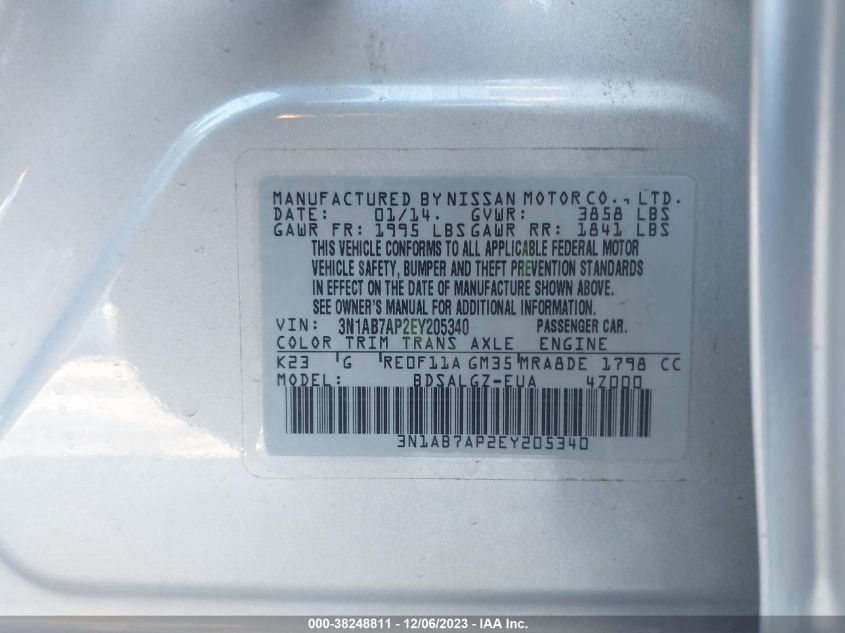 MANUFACTURED BY NISSAN MOTOR CO., LTD.
DATE: 01/14. GVWR: 3858 LBS
GAWR FR: 1995 LBS GAWR RR: 1841 LBS
THIS VEHICLE CONFORMS TO ALL APPLICABLE FEDERAL MOTOR
VEHICLE SAFETY, BUMPER AND THEFT PREVENTION STANDARDS
IN EFFECT ON THE DATE OF MANUFACTURE SHOWN ABOVE.
SEE OWNER'S MANUAL FOR ADDITIONAL INFORMATION.
VIN: 3N1AB7AP2EY205340 PASSENGER CAR.
COLOR TRIM TRANS AXLE ENGINE
K23 G RE0F11A GM35 MRA8DE 1798 CC
MODEL: BDSALGZ-EUA 4Z000
3N1AB7AP2EY205340
000-38248811 - 12/06/2023 - IAA Inc.